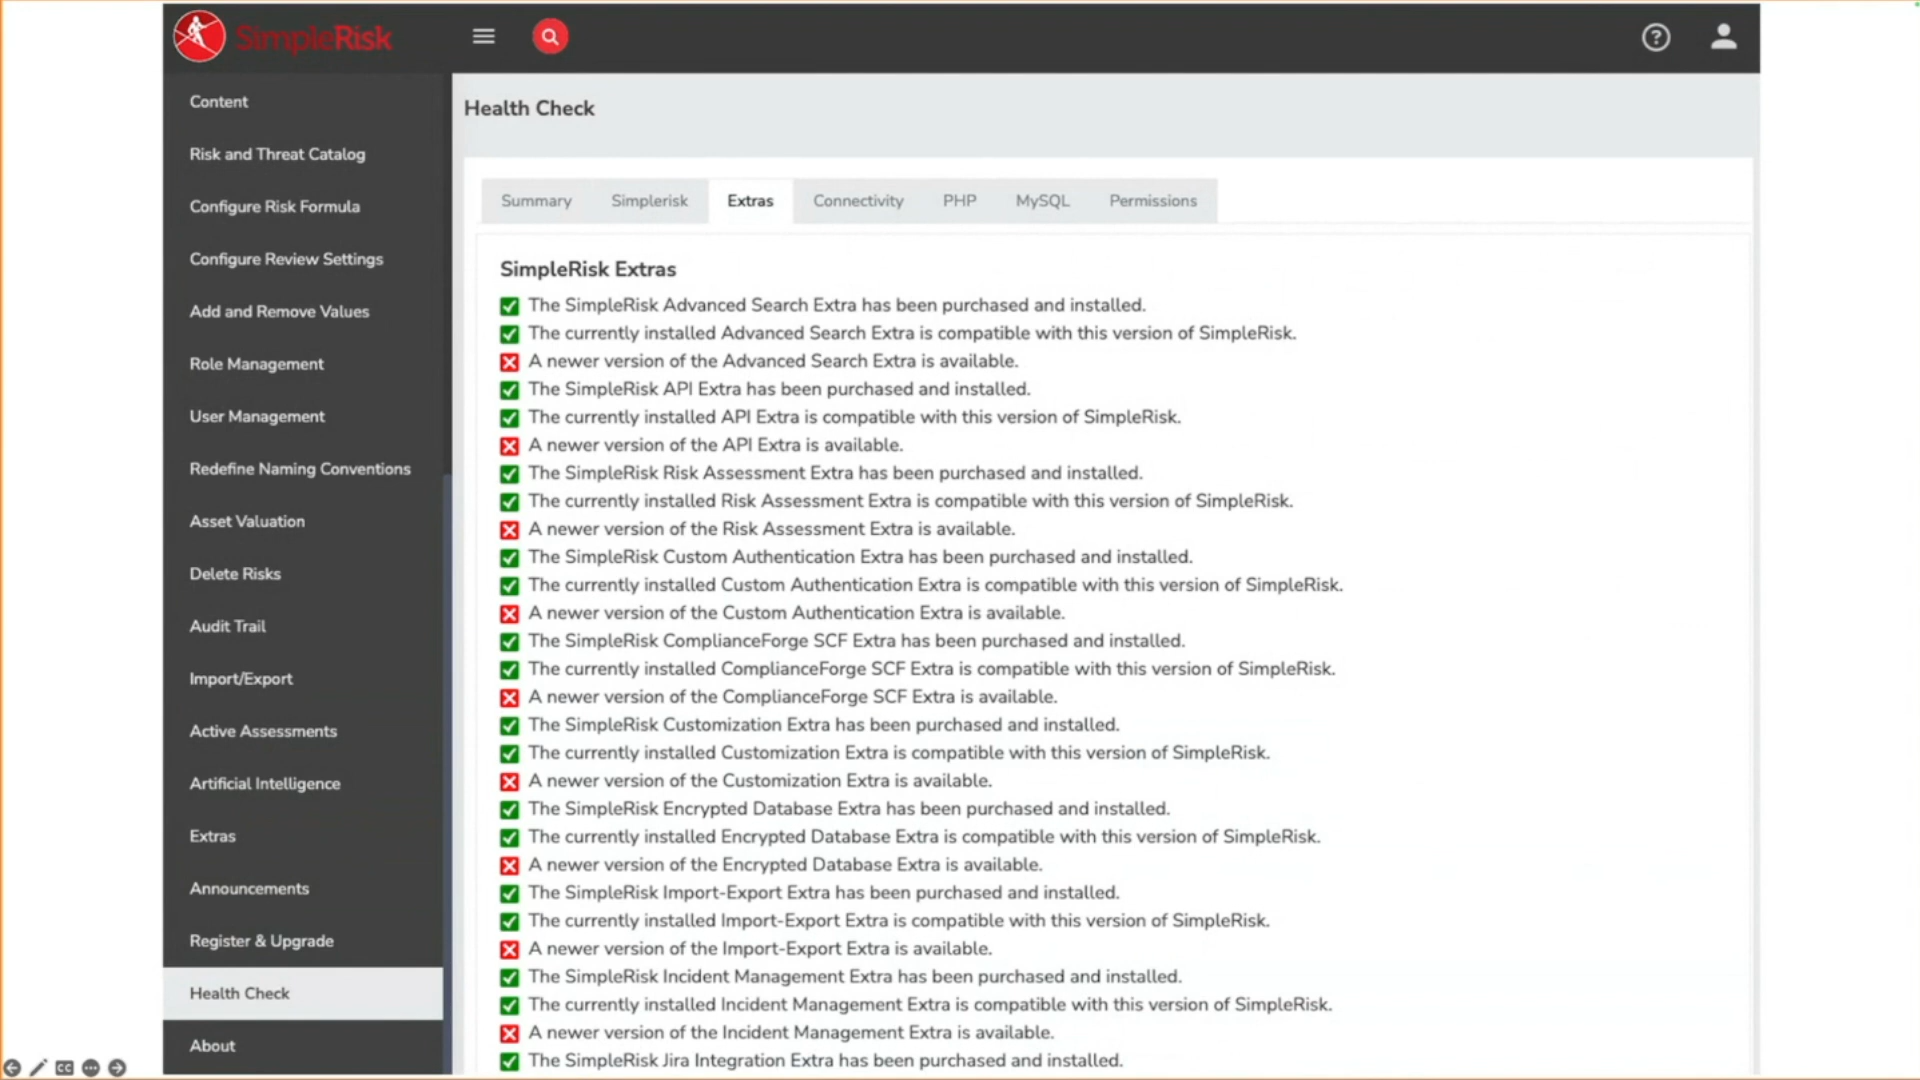 SimpleRisk
Content
Risk and Threat Catalog
Configure Risk Formula
Configure Review Settings
Add and Remove Values
Role Management
User Management
Redefine Naming Conventions
Asset Valuation
Delete Risks
Audit Trail
Import/Export
Active Assessments
Artificial Intelligence
Extras
Announcements
Register & Upgrade
Health Check
About
Health Check
Summary Simplerisk Extras Connectivity PHP MySQL Permissions
SimpleRisk Extras
The SimpleRisk Advanced Search Extra has been purchased and installed.
The currently installed Advanced Search Extra is compatible with this version of SimpleRisk.
A newer version of the Advanced Search Extra is available.
The SimpleRisk API Extra has been purchased and installed.
The currently installed API Extra is compatible with this version of SimpleRisk.
A newer version of the API Extra is available.
The SimpleRisk Risk Assessment Extra has been purchased and installed.
The currently installed Risk Assessment Extra is compatible with this version of SimpleRisk.
A newer version of the Risk Assessment Extra is available.
The SimpleRisk Custom Authentication Extra has been purchased and installed.
The currently installed Custom Authentication Extra is compatible with this version of SimpleRisk.
A newer version of the Custom Authentication Extra is available.
The SimpleRisk ComplianceForge SCF Extra has been purchased and installed.
The currently installed ComplianceForge SCF Extra is compatible with this version of SimpleRisk.
A newer version of the ComplianceForge SCF Extra is available.
The SimpleRisk Customization Extra has been purchased and installed.
The currently installed Customization Extra is compatible with this version of SimpleRisk.
A newer version of the Customization Extra is available.
The SimpleRisk Encrypted Database Extra has been purchased and installed.
The currently installed Encrypted Database Extra is compatible with this version of SimpleRisk.
A newer version of the Encrypted Database Extra is available.
The SimpleRisk Import-Export Extra has been purchased and installed.
The currently installed Import-Export Extra is compatible with this version of SimpleRisk.
A newer version of the Import-Export Extra is available.
The SimpleRisk Incident Management Extra has been purchased and installed.
The currently installed Incident Management Extra is compatible with this version of SimpleRisk.
A newer version of the Incident Management Extra is available.
The SimpleRisk Jira Integration Extra has been purchased and installed.
CC